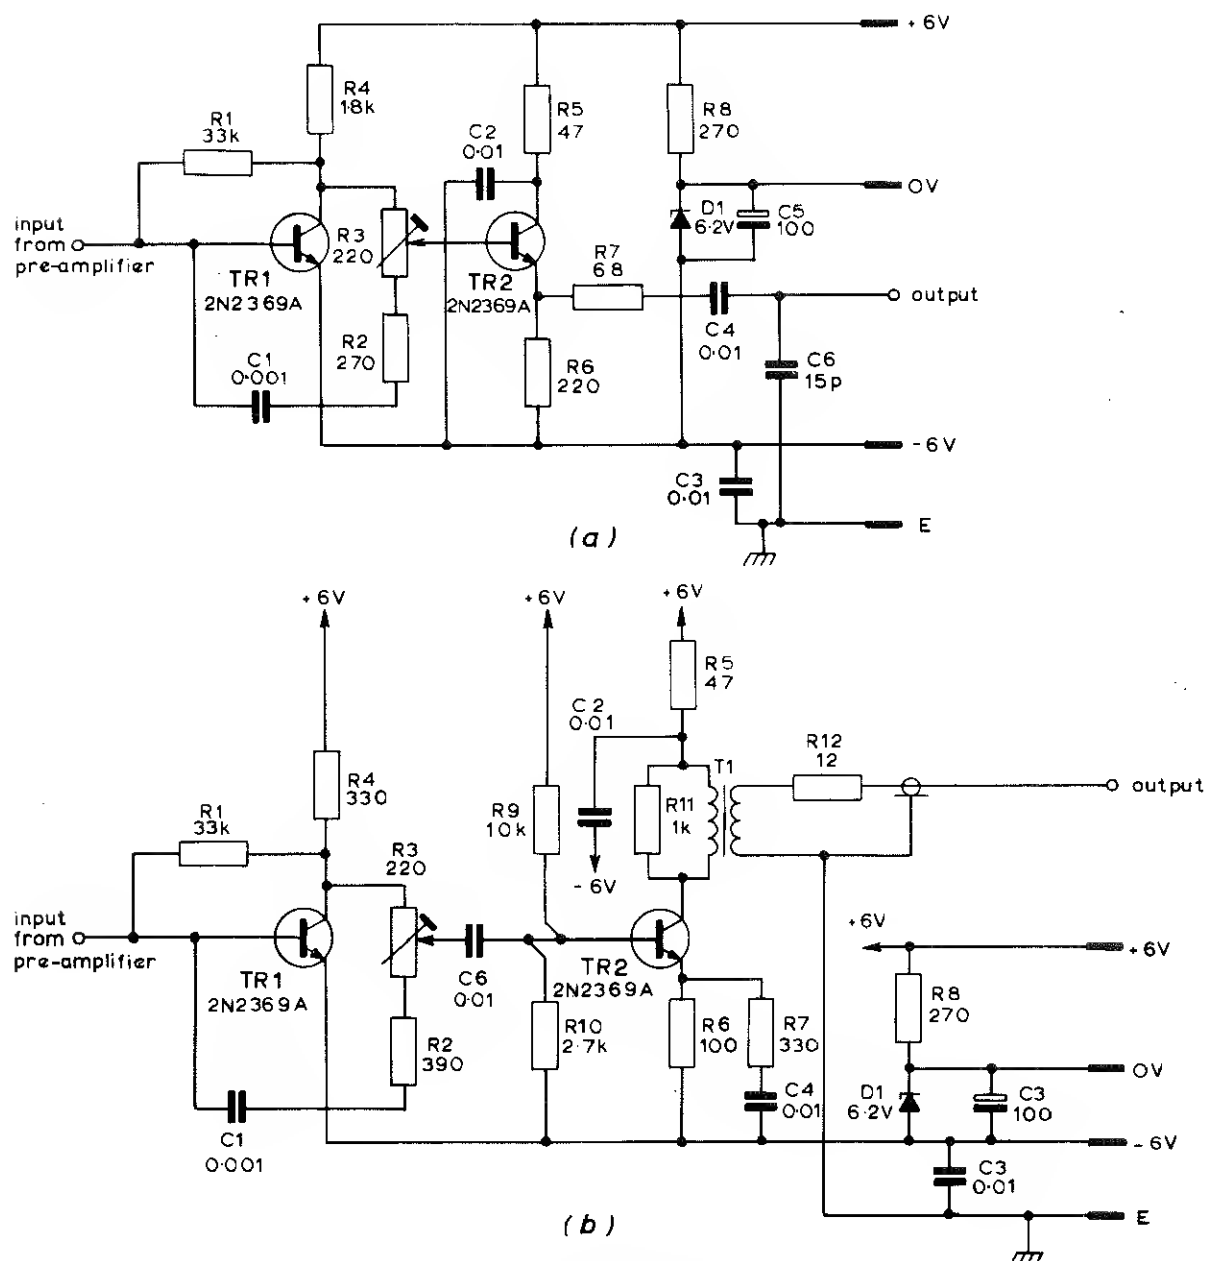 +6V
R4
1·8k
R5
47
R8
270
R1
33k
C2
0·01
0V
D1
6·2V
C5
100
input
from
pre-amplifier
R3
220
R7
68
TR1
2N2369A
TR2
2N2369A
output
C4
0·01
R2
270
C1
0·001
R6
220
C6
15p
-6V
C3
0·01
E
(a)
+6V
+6V
+6V
R5
47
C2
0·01
R4
330
T1
R12
12
output
R1
33k
R9
10k
R11
1k
R3
220
-6V
input
from
pre-amplifier
+6V
+6V
TR1
2N2369A
C6
0·01
TR2
2N2369A
R8
270
R2
390
R10
2·7k
R6
100
R7
330
0V
C4
0·01
D1
6·2V
C3
100
C1
0·001
-6V
C3
0·01
E
(b)